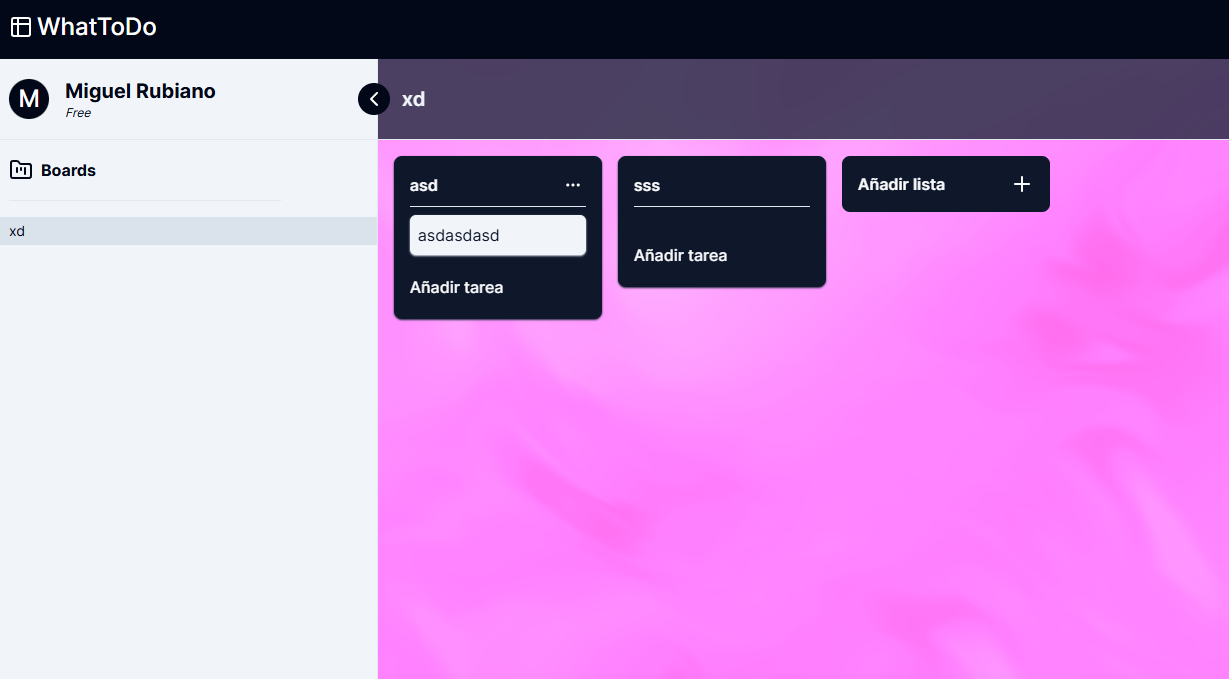 WhatToDo
M
Miguel Rubiano
Free
Boards
xd
xd
asd
asdasdasd
Añadir tarea
sss
Añadir tarea
Añadir lista